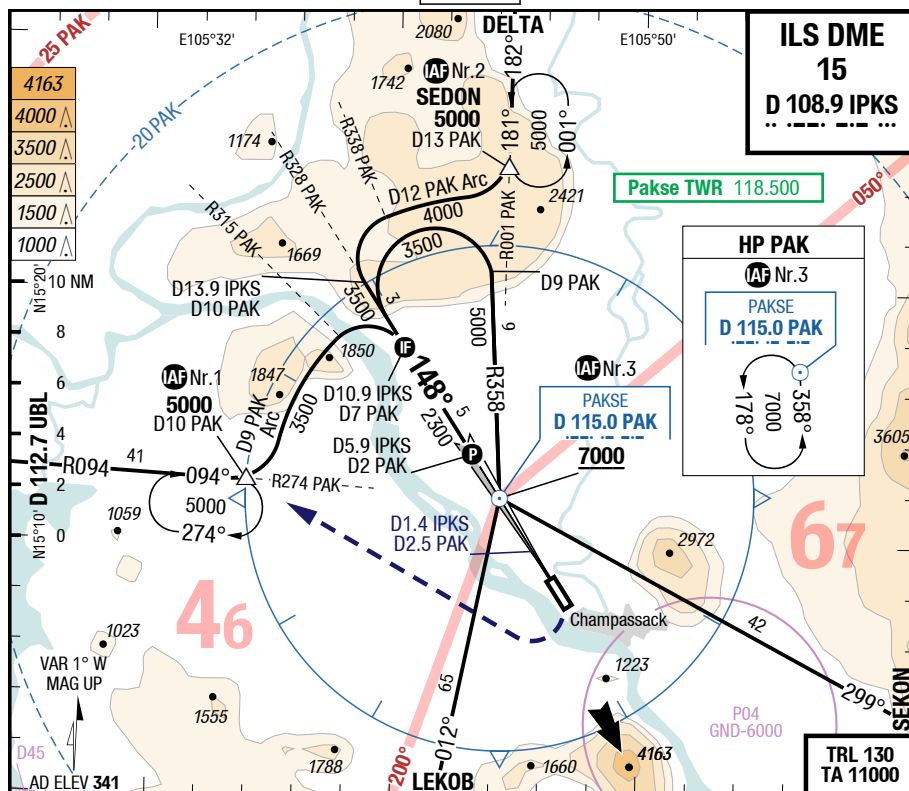 2080
DELTA
ILS DME
15
D 108.9 IPKS
E105°32'
E105°50'
25 PAK
20 PAK
4163
4000
3500
2500
1500
1000
1742
IAF Nr.2
SEDON
5000
D13 PAK
182°
181°
5000
001°
1174
R338 PAK
R328 PAK
R315 PAK
D12 PAK Arc
4000
3500
R001 PAK
2421
1669
Pakse TWR 118.500
050°
HP PAK
IAF Nr.3
PAKSE
D 115.0 PAK
178°
7000
358°
N15°20'
10 NM
8
6
4
2
0
N15°10'
D13.9 IPKS
D10 PAK
3500
3
D9 PAK
5000
9
R358
IF
148°
5
2300
D10.9 IPKS
D7 PAK
1850
1847
IAF Nr.1
5000
D10 PAK
D9 PAK
Arc
3500
D5.9 IPKS
D2 PAK
P
IAF Nr.3
PAKSE
D 115.0 PAK
7000
3605
D 112.7 UBL
R094
41
094°
5000
274°
R274 PAK
1059
D1.4 IPKS
D2.5 PAK
2972
67
46
Champassack
1023
VAR 1° W
MAG UP
1223
42
299°
SEKON
1555
65
012°
200°
P04
GND-6000
D45
1788
4163
1660
LEKOB
AD ELEV 341
TRL 130
TA 11000